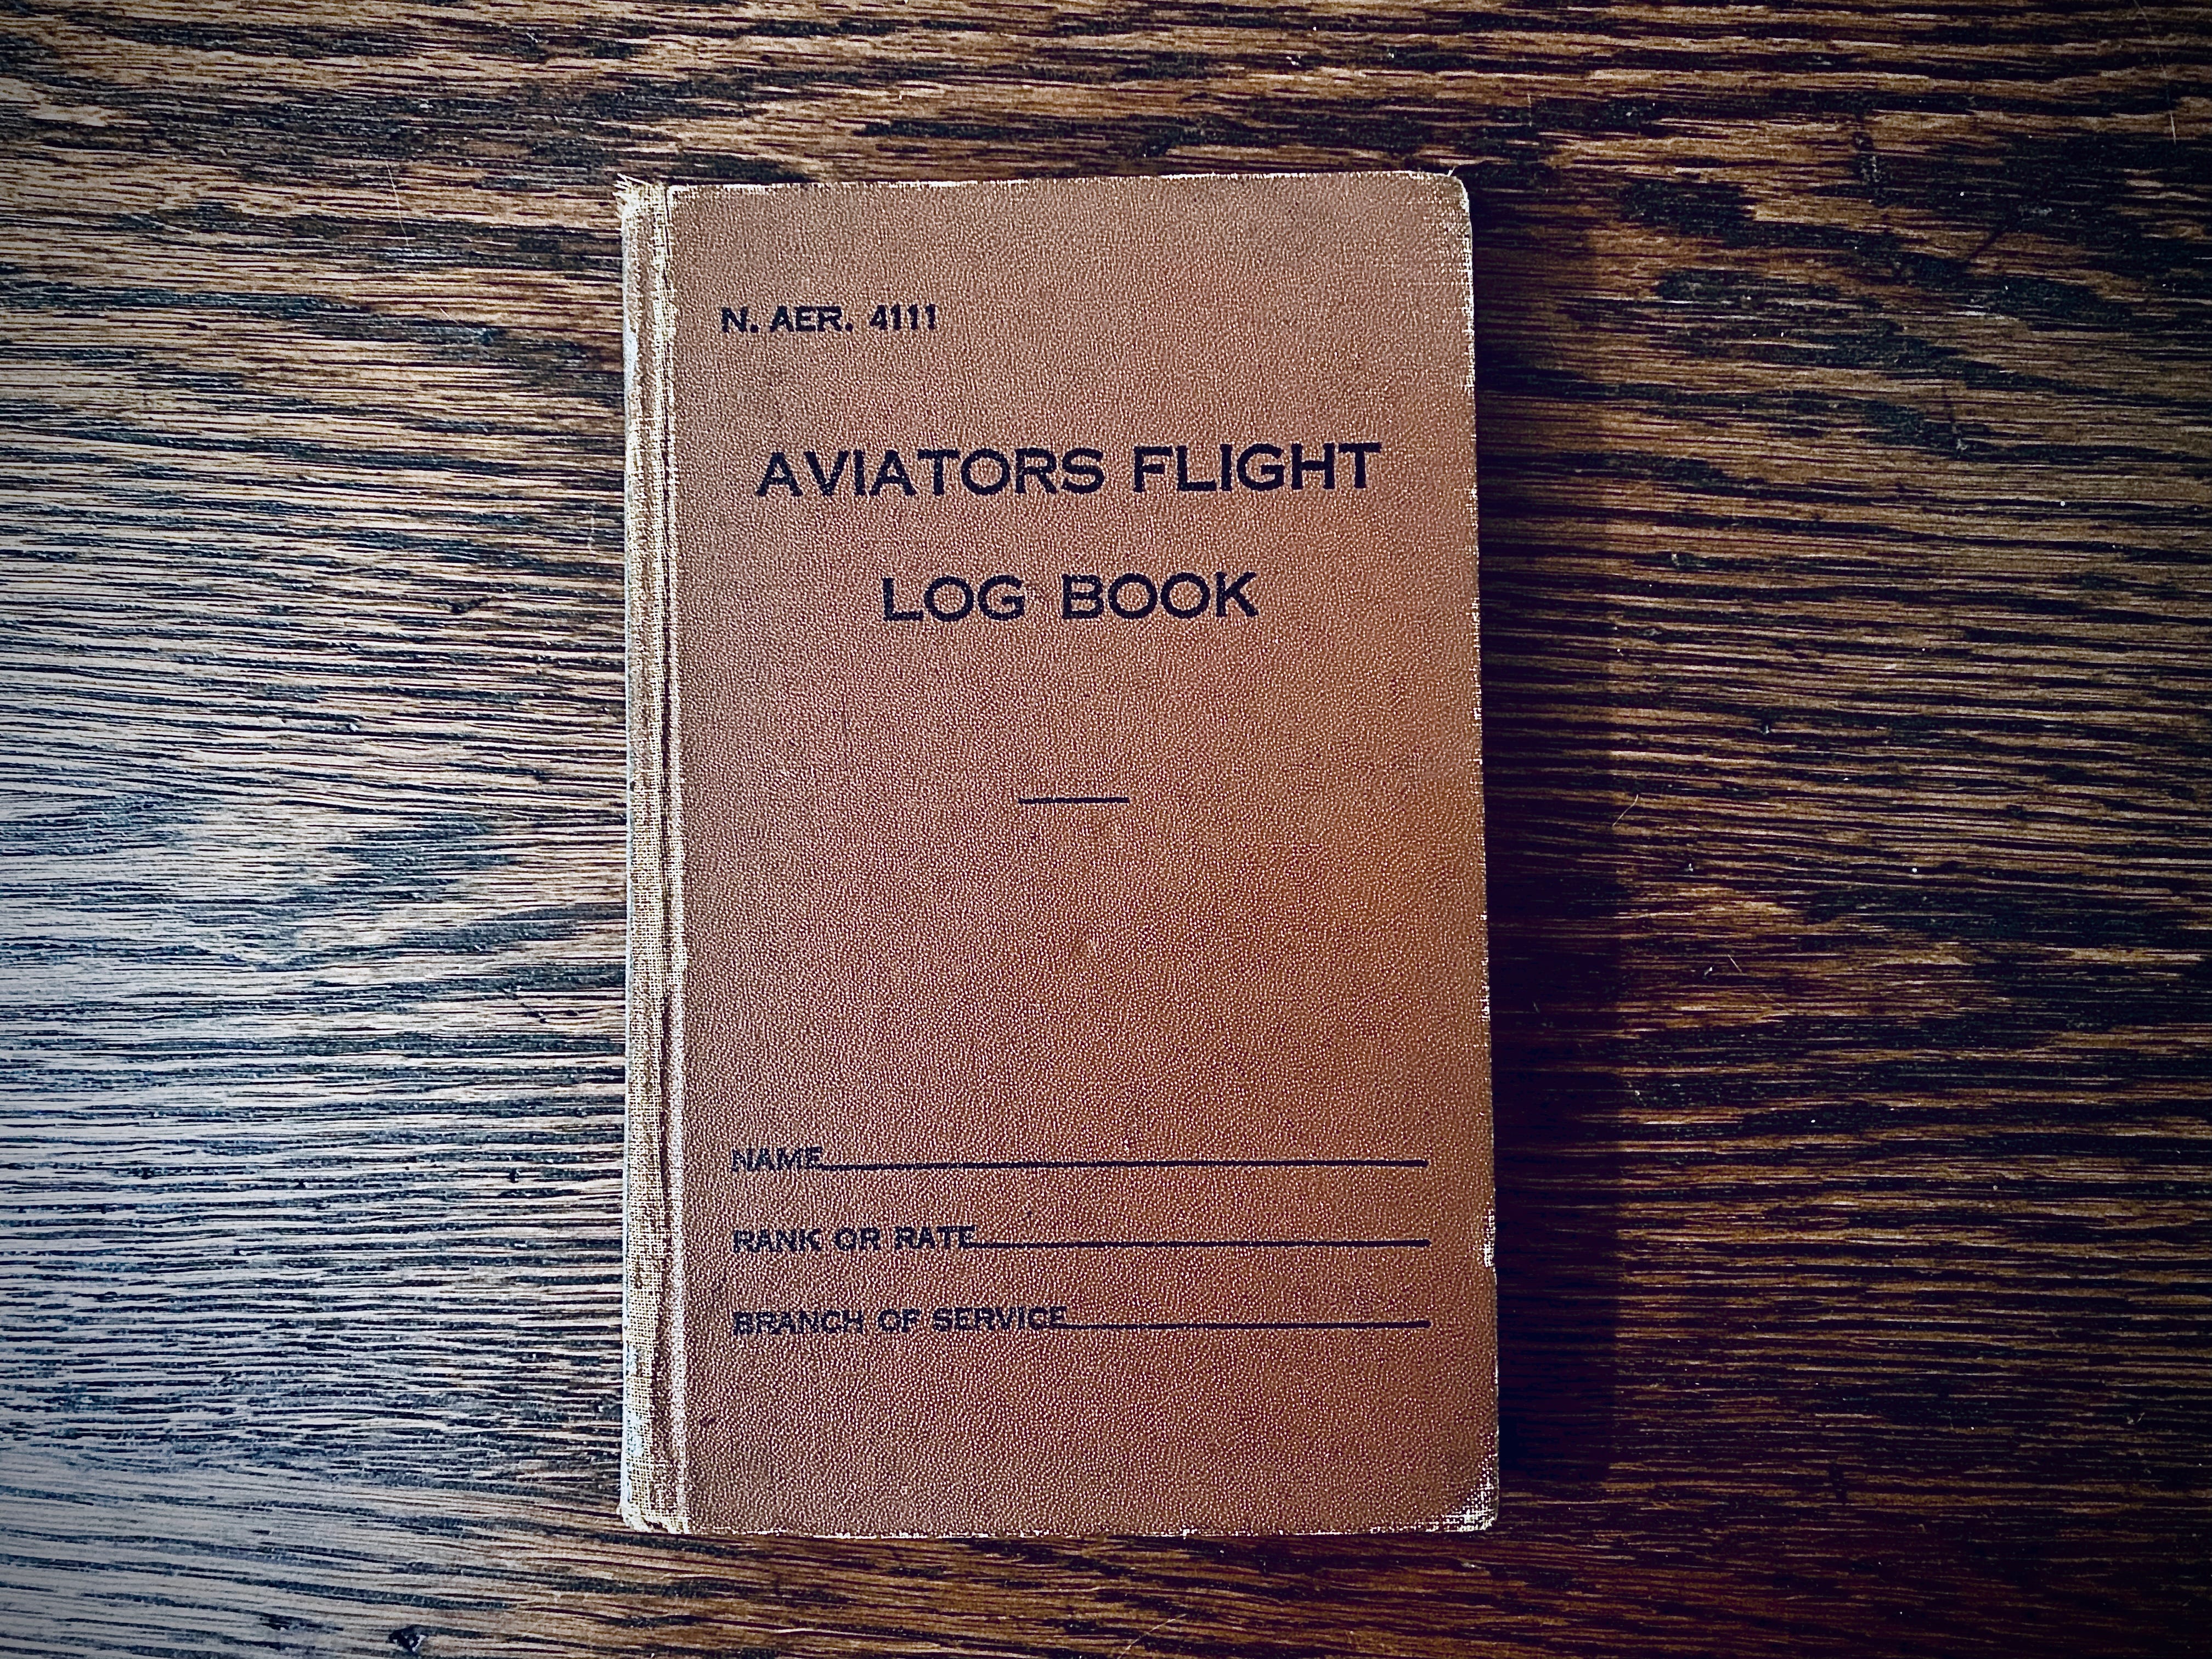 N. AER. 4111
AVIATORS FLIGHT
LOG BOOK
NAME
RANK OR RATE
BRANCH OF SERVICE